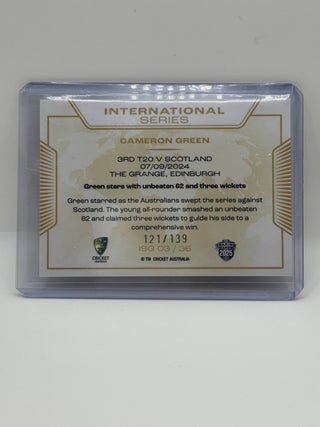 INTERNATIONAL
SERIES
CAMERON GREEN
3RD T20 V SCOTLAND
07/09/2024
THE GRANGE, EDINBURGH
Green stars with unbeaten 62 and three wickets
Green starred as the Australians swept the series against
Scotland. The young all-rounder smashed an unbeaten
62 and claimed three wickets to guide his side to a
comprehensive win.
121/139
ISG 03 / 36
CRICKET
2025
© TM CRICKET AUSTRALIA